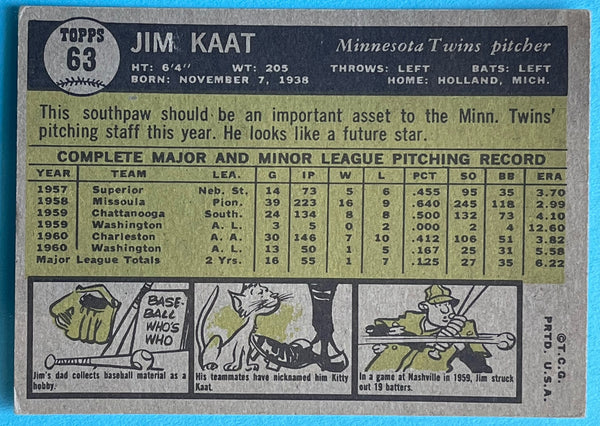 TOPPS
63
JIM KAAT Minnesota Twins pitcher
HT: 6'4" WT: 205 THROWS: LEFT BATS: LEFT
BORN: NOVEMBER 7, 1938 HOME: HOLLAND, MICH.
This southpaw should be an important asset to the Minn. Twins'
pitching staff this year. He looks like a future star.
COMPLETE MAJOR AND MINOR LEAGUE PITCHING RECORD
YEAR TEAM LEA. G IP W L PCT SO BB ERA
1957 Superior Neb. St. 14 73 5 6 .455 95 35 3.70
1958 Missoula Pion. 39 223 16 9 .640 245 118 2.99
1959 Chattanooga South. 24 134 8 8 .500 132 73 4.10
1959 Washington A. L. 3 5 0 2 .000 2 4 12.60
1960 Charleston A. A. 30 146 7 10 .412 106 51 3.82
1960 Washington A. L. 13 50 1 5 .167 25 31 5.58
Major League Totals 2 Yrs. 16 55 1 7 .125 27 35 6.22
BASE-
BALL
WHO'S
WHO
Jim's dad collects baseball material as a
hobby.
His teammates have nicknamed him Kitty
Kaat.
In a game at Nashville in 1959, Jim struck
out 19 batters.
©T.C.G.
PRTD. U.S.A.